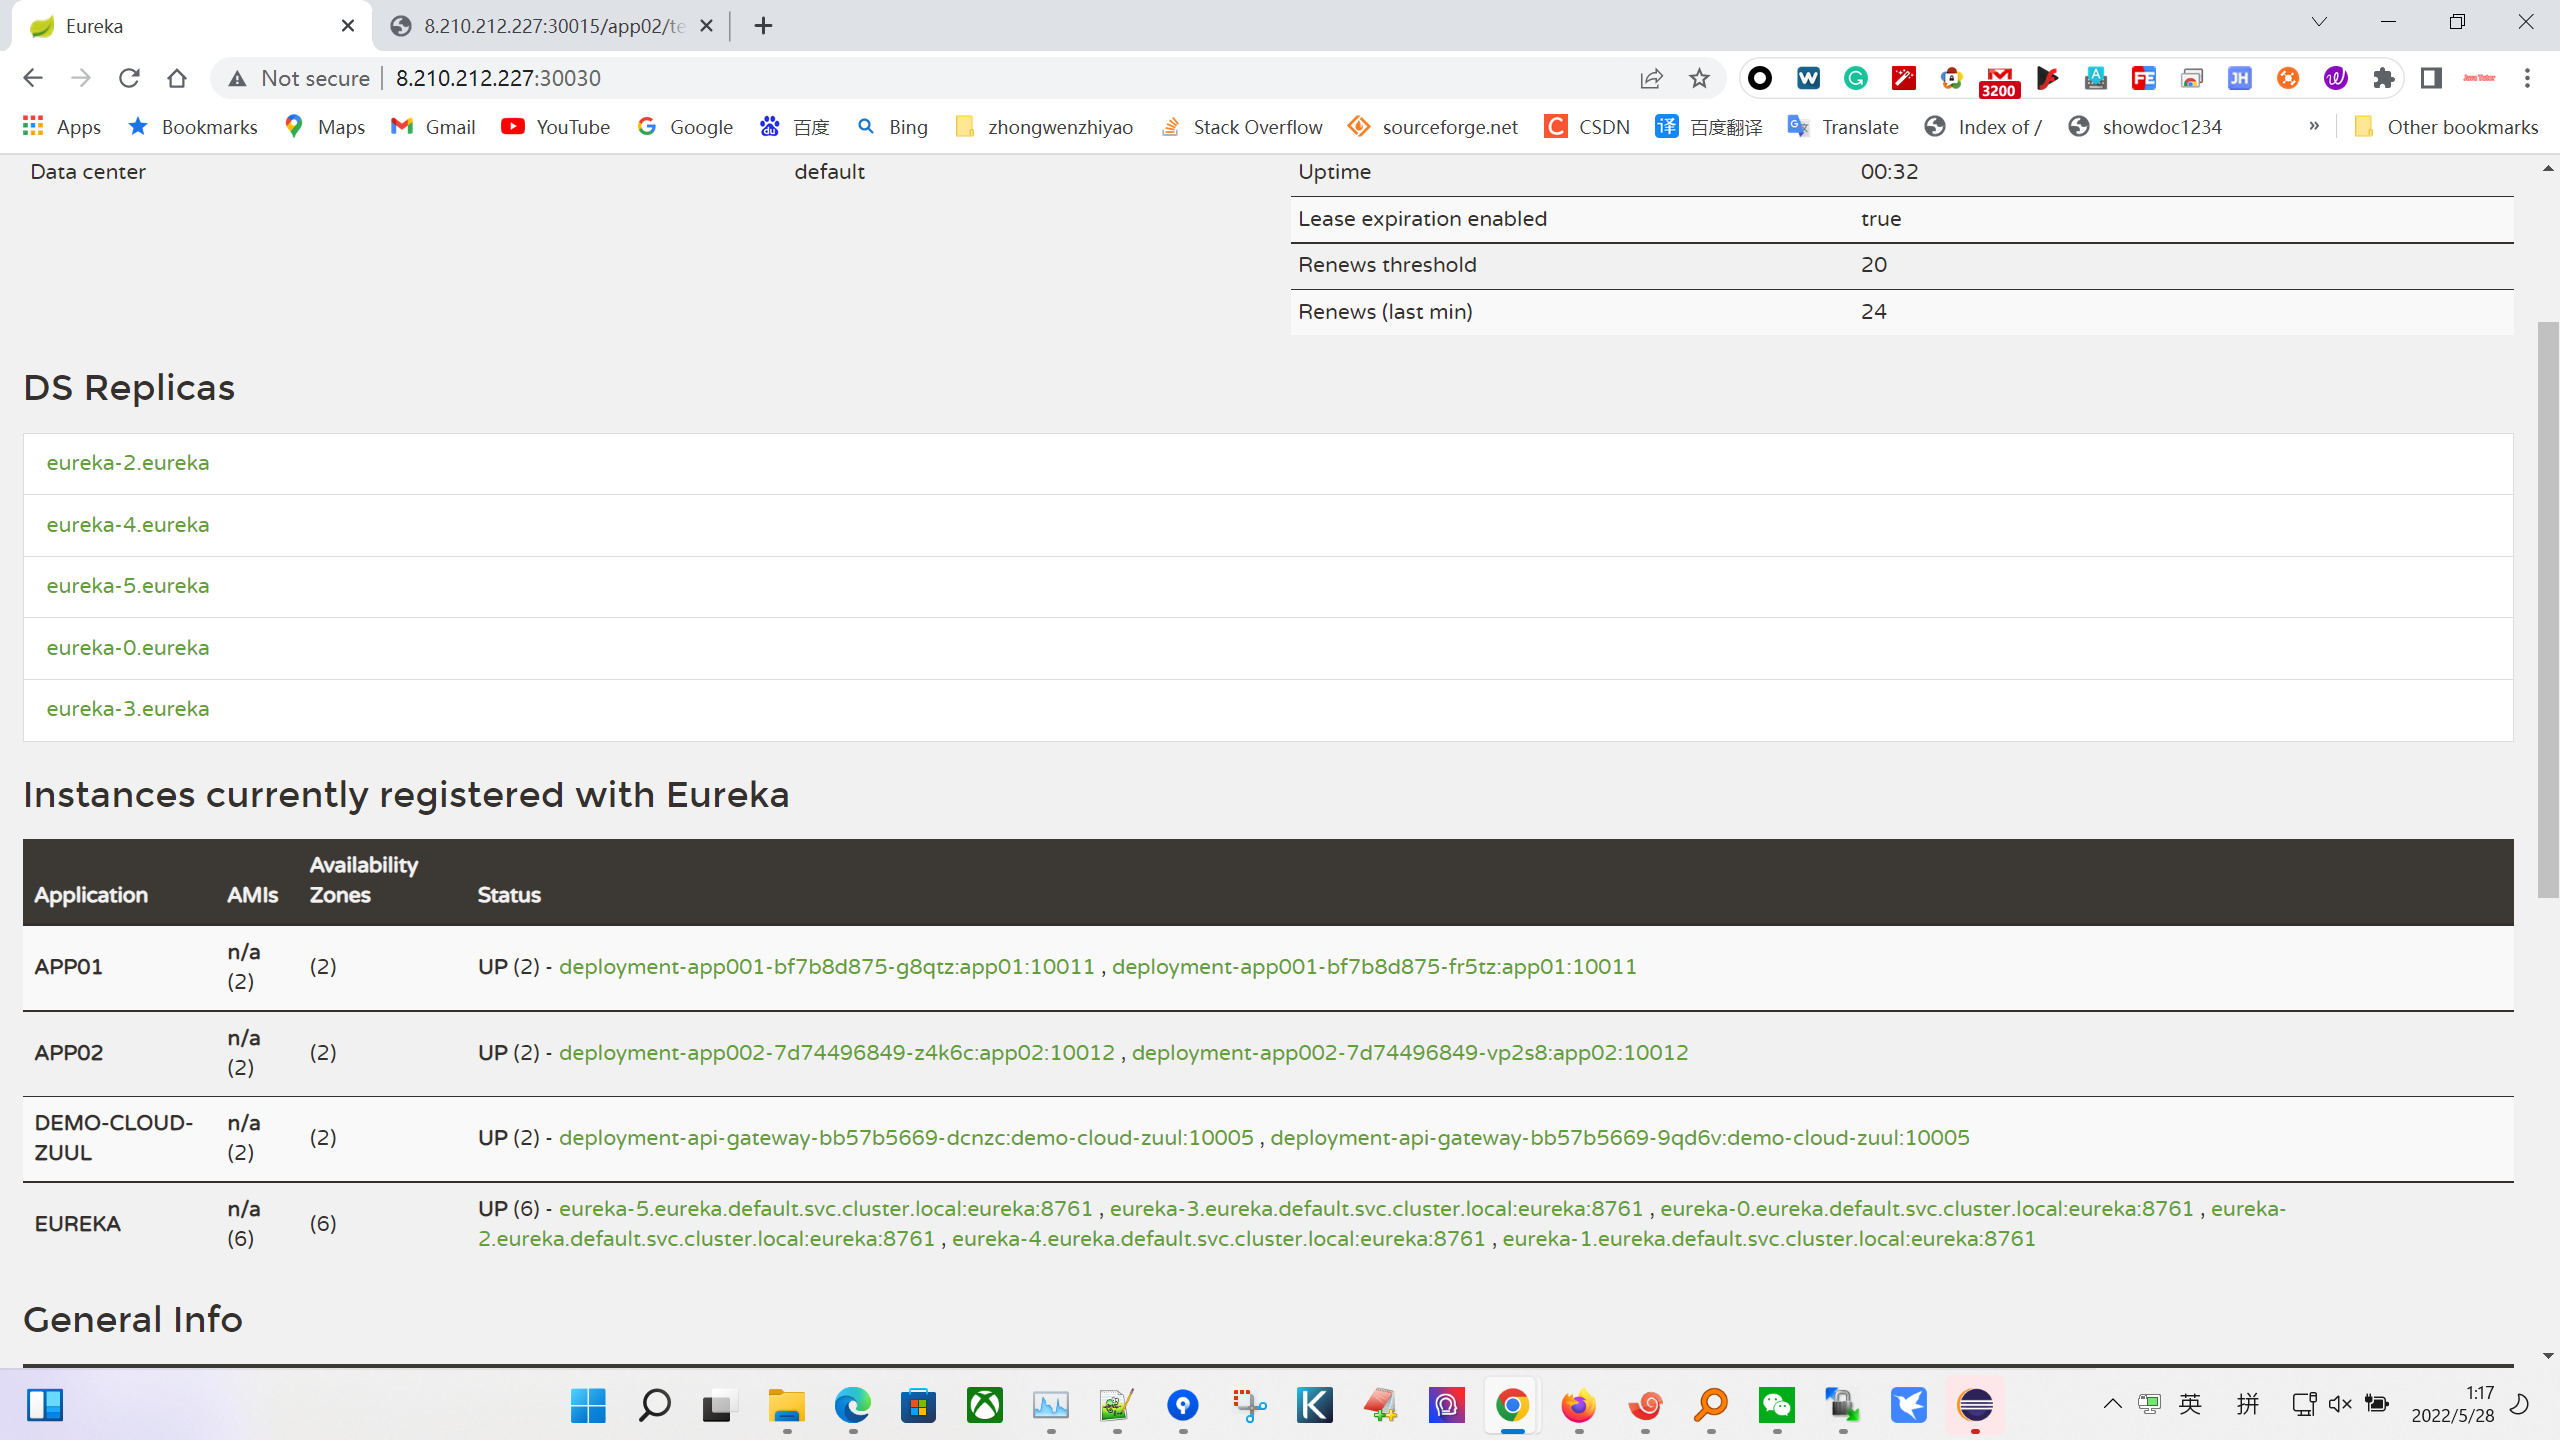 Eureka
8.210.212.227:30015/app02/te
Not secure
8.210.212.227:30030
3200
Apps
Bookmarks
Maps
Gmail
YouTube
Google
百度
Bing
zhongwenzhiyao
Stack Overflow
sourceforge.net
CSDN
百度翻译
Translate
Index of /
showdoc1234
»
Other bookmarks
Data center default Uptime 00:32
Lease expiration enabled true
Renews threshold 20
Renews (last min) 24
DS Replicas
eureka-2.eureka
eureka-4.eureka
eureka-5.eureka
eureka-0.eureka
eureka-3.eureka
Instances currently registered with Eureka
Application AMIs Availability Zones Status
APP01 n/a (2) (2) UP (2) - deployment-app001-bf7b8d875-g8qtz:app01:10011 , deployment-app001-bf7b8d875-fr5tz:app01:10011
APP02 n/a (2) (2) UP (2) - deployment-app002-7d74496849-z4k6c:app02:10012 , deployment-app002-7d74496849-vp2s8:app02:10012
DEMO-CLOUD-ZUUL n/a (2) (2) UP (2) - deployment-api-gateway-bb57b5669-dcnzc:demo-cloud-zuul:10005 , deployment-api-gateway-bb57b5669-9qd6v:demo-cloud-zuul:10005
EUREKA n/a (6) (6) UP (6) - eureka-5.eureka.default.svc.cluster.local:eureka:8761 , eureka-3.eureka.default.svc.cluster.local:eureka:8761 , eureka-0.eureka.default.svc.cluster.local:eureka:8761 , eureka-
2.eureka.default.svc.cluster.local:eureka:8761 , eureka-4.eureka.default.svc.cluster.local:eureka:8761 , eureka-1.eureka.default.svc.cluster.local:eureka:8761
General Info
英
拼
1:17
2022/5/28